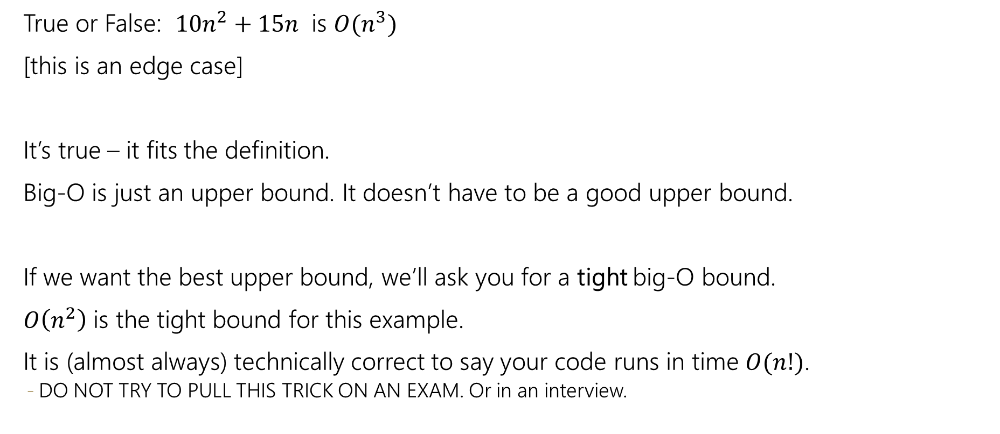 True or False: 10n² + 15n is O(n³)
[this is an edge case]
It’s true – it fits the definition.
Big-O is just an upper bound. It doesn’t have to be a good upper bound.
If we want the best upper bound, we’ll ask you for a tight big-O bound.
O(n²) is the tight bound for this example.
It is (almost always) technically correct to say your code runs in time O(n!).
- DO NOT TRY TO PULL THIS TRICK ON AN EXAM. Or in an interview.